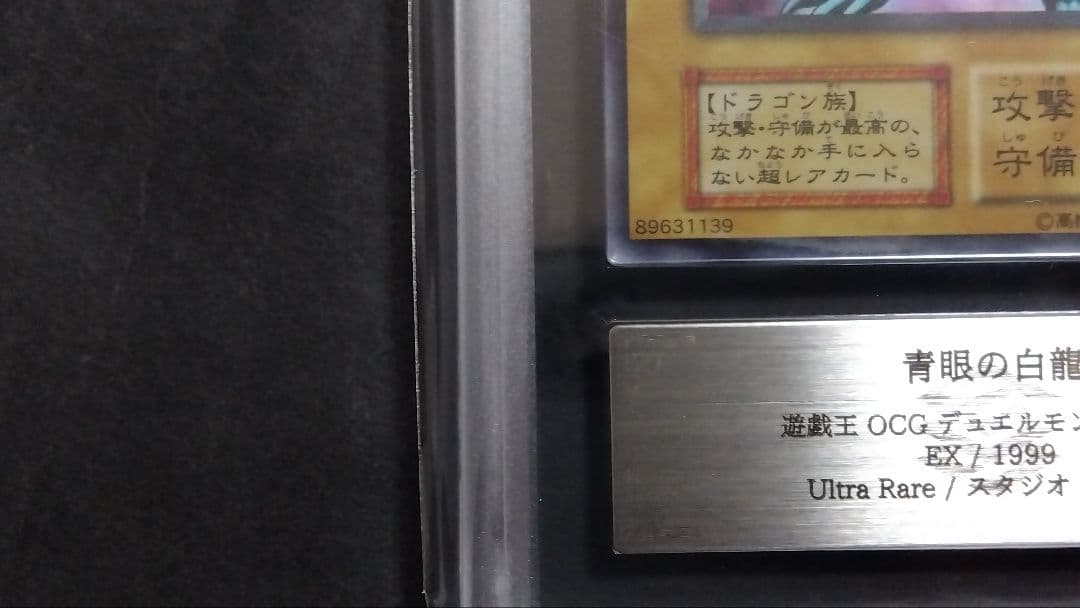 【ドラゴン族】
攻撃・守備が最高の、
なかなか手に入ら
ない超レアカード。
攻撃
守備
89631139
©高
青眼の白龍
遊戯王 OCG デュエルモン
EX / 1999
Ultra Rare / スタジオ